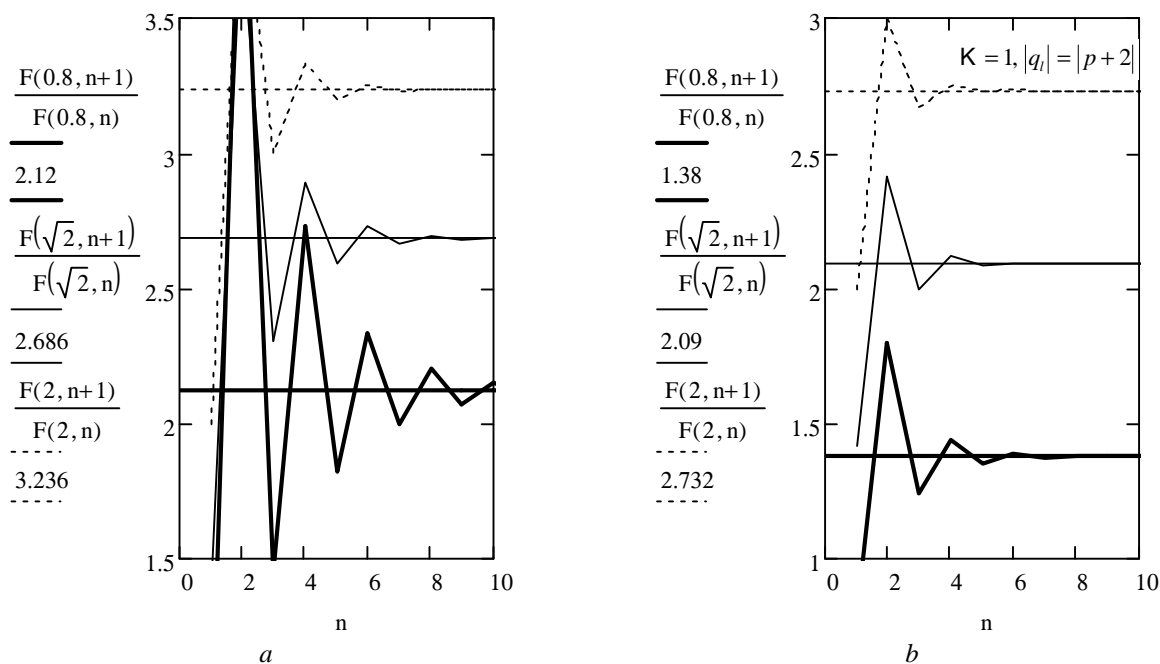 F(0.8, n+1)
F(0.8, n)
2.12
F(√2, n+1)
F(√2, n)
2.686
F(2, n+1)
F(2, n)
3.236
3.5
3
2.5
2
1.5
0 2 4 6 8 10
n
a
F(0.8, n+1)
F(0.8, n)
1.38
F(√2, n+1)
F(√2, n)
2.09
F(2, n+1)
F(2, n)
2.732
K = 1, |q_l| = |p + 2|
3
2.5
2
1.5
1
0 2 4 6 8 10
n
b